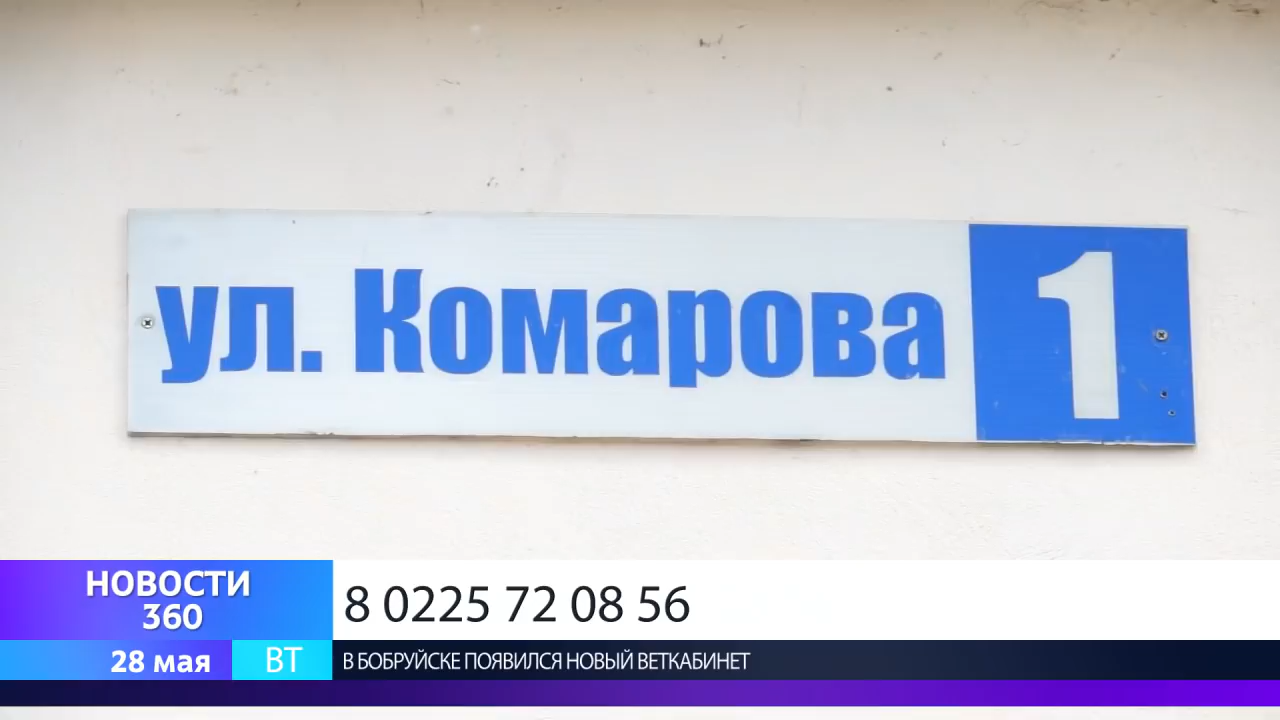 ул. Комарова 1
НОВОСТИ
360
8 0225 72 08 56
28 мая ВТ
В БОБРУЙСКЕ ПОЯВИЛСЯ НОВЫЙ ВЕТКАБИНЕТ